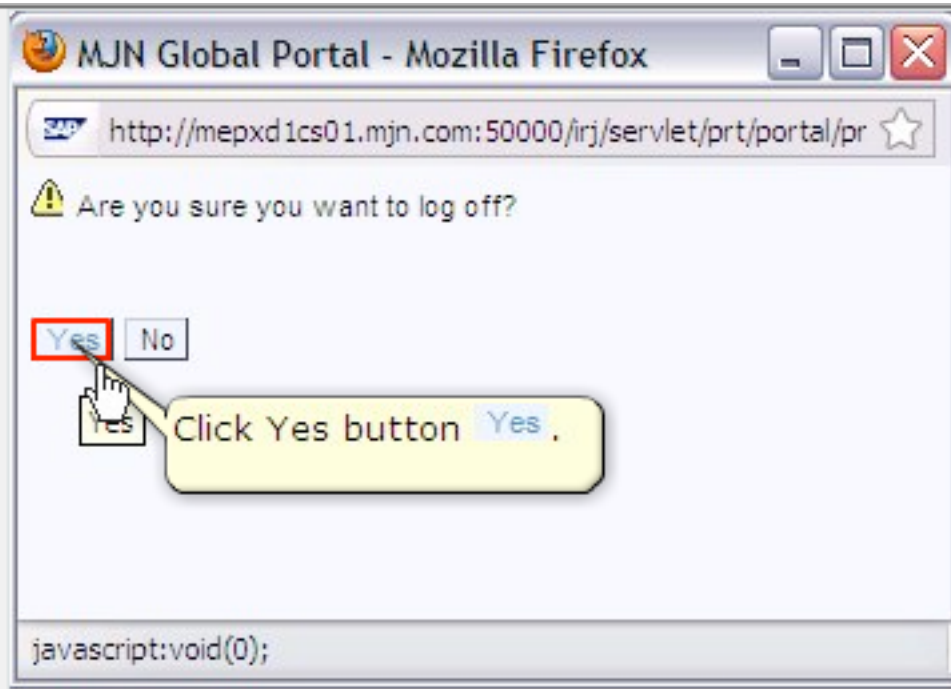 MJN Global Portal - Mozilla Firefox
SAP http://mepxd1cs01.mjn.com:50000/irj/servlet/prt/portal/pr
Are you sure you want to log off?
Yes No
Yes
Click Yes button Yes.
javascript:void(0);